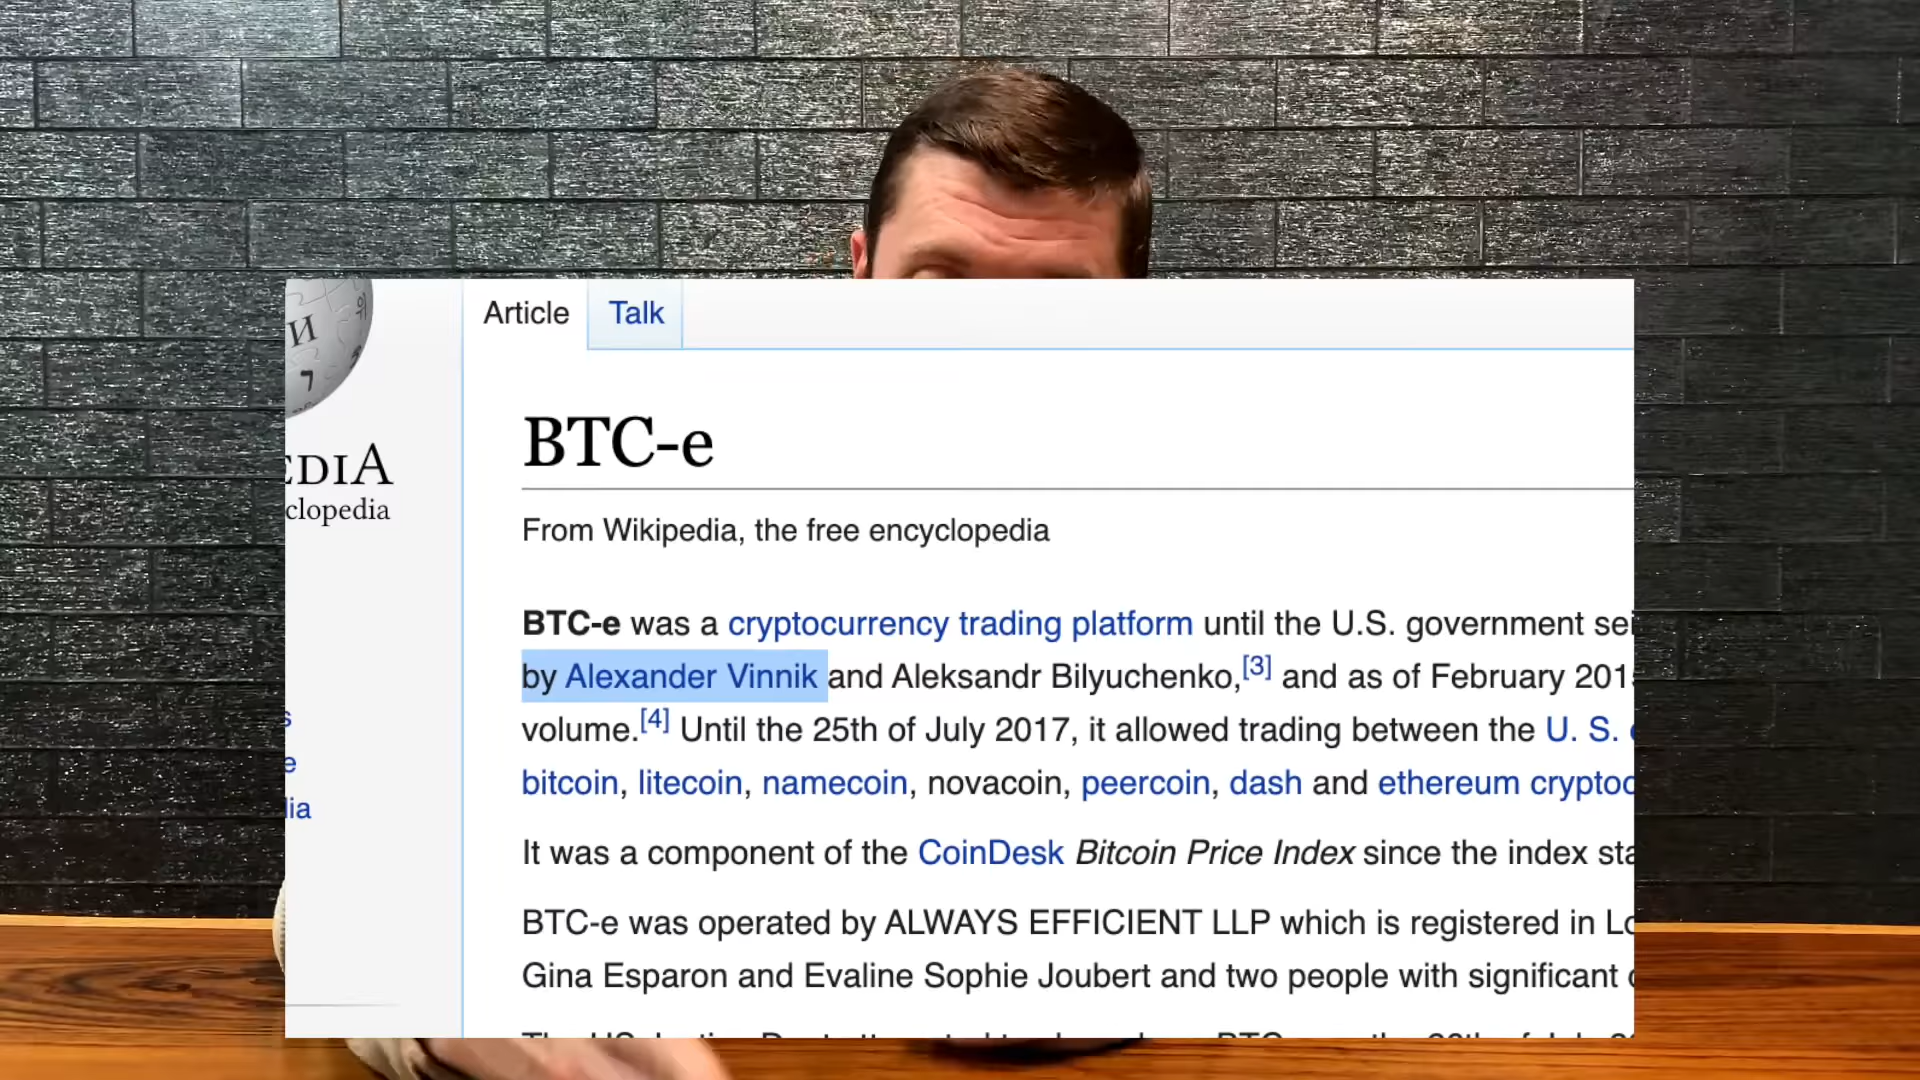 Article Talk
EDIA
clopedia
BTC-e
From Wikipedia, the free encyclopedia
BTC-e was a cryptocurrency trading platform until the U.S. government
by Alexander Vinnik and Aleksandr Bilyuchenko,[3] and as of February
volume.[4] Until the 25th of July 2017, it allowed trading between the U. S.
bitcoin, litecoin, namecoin, novacoin, peercoin, dash and ethereum
It was a component of the CoinDesk Bitcoin Price Index since the index
BTC-e was operated by ALWAYS EFFICIENT LLP which is registered in
Gina Esparon and Evaline Sophie Joubert and two people with significant